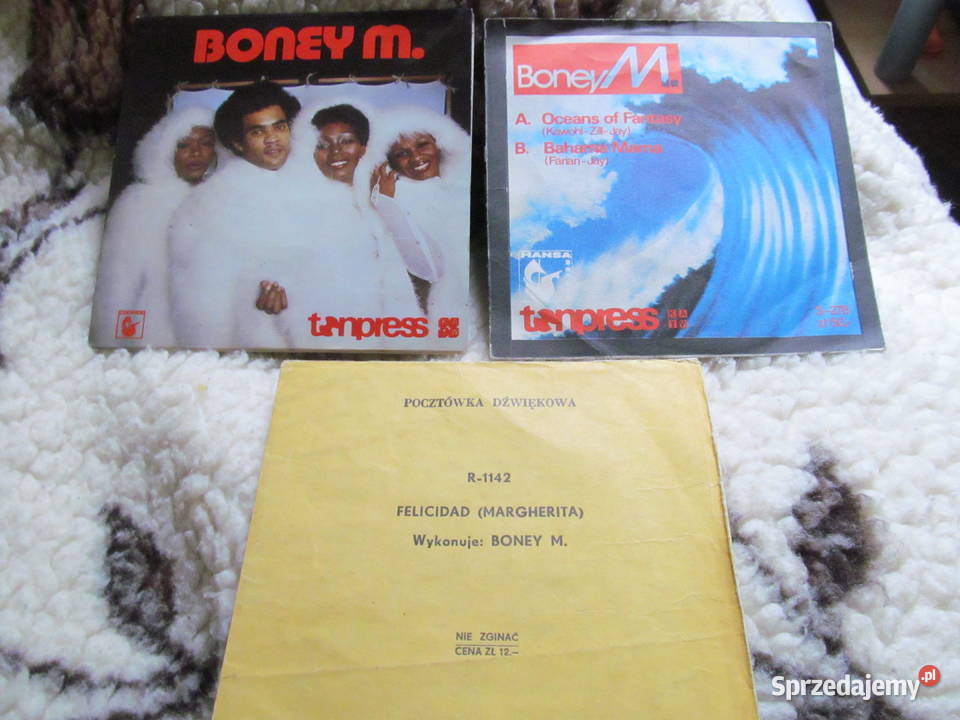 BONEY M.
tonpress
Boney M.
A. Oceans of Fantasy
(Kawohl-Zill-Jay)
B. Bahama Mama
(Farian-Jay)
HANSA
tonpress KAW
POCZTÓWKA DŹWIĘKOWA
R-1142
FELICIDAD (MARGHERITA)
Wykonuje: BONEY M.
NIE ZGINAĆ
CENA ZŁ 12.—
Sprzedajemy.pl